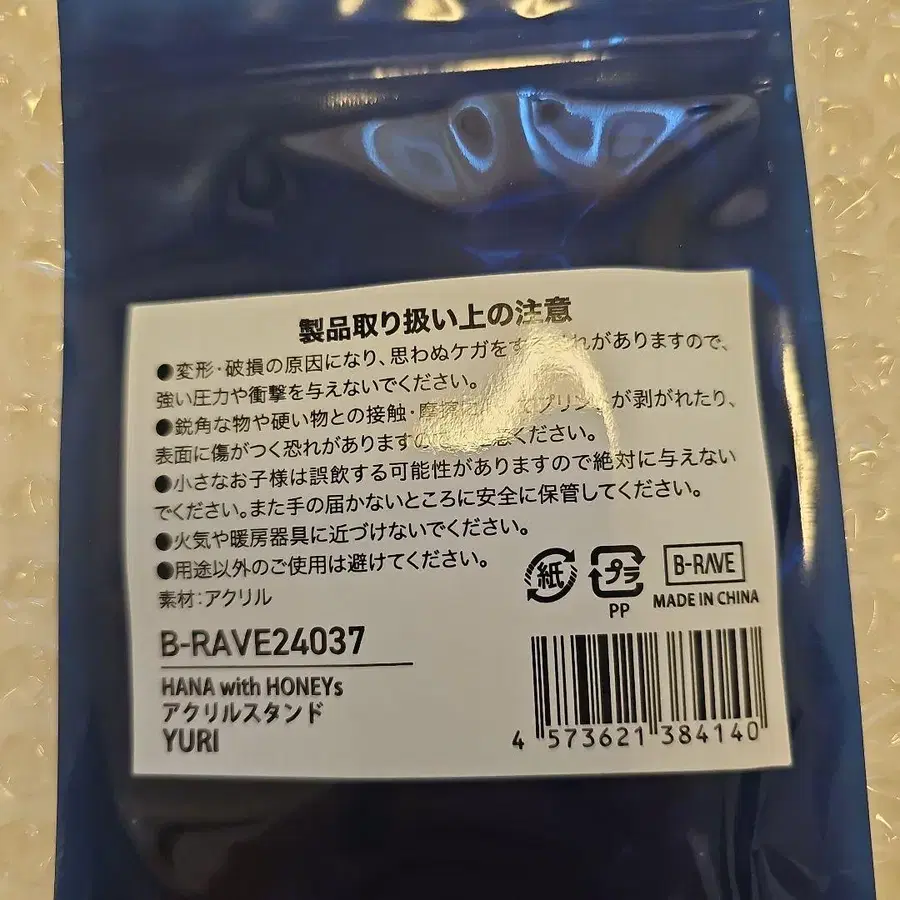 製品取り扱い上の注意
●変形・破損の原因になり、思わぬケガをする恐れがありますので、
強い圧力や衝撃を与えないでください。
●鋭角な物や硬い物との接触・摩擦に プリントが剥がれたり、
表面に傷がつく恐れがありますので ください。
●小さなお子様は誤飲する可能性がありますので絶対に与えない
でください。また手の届かないところに安全に保管してください。
●火気や暖房器具に近づけないでください。
●用途以外のご使用は避けてください。
素材:アクリル
紙
プラ
PP
B-RAVE
MADE IN CHINA
B-RAVE24037
HANA with HONEYs
アクリルスタンド
YURI
4 573621 384140